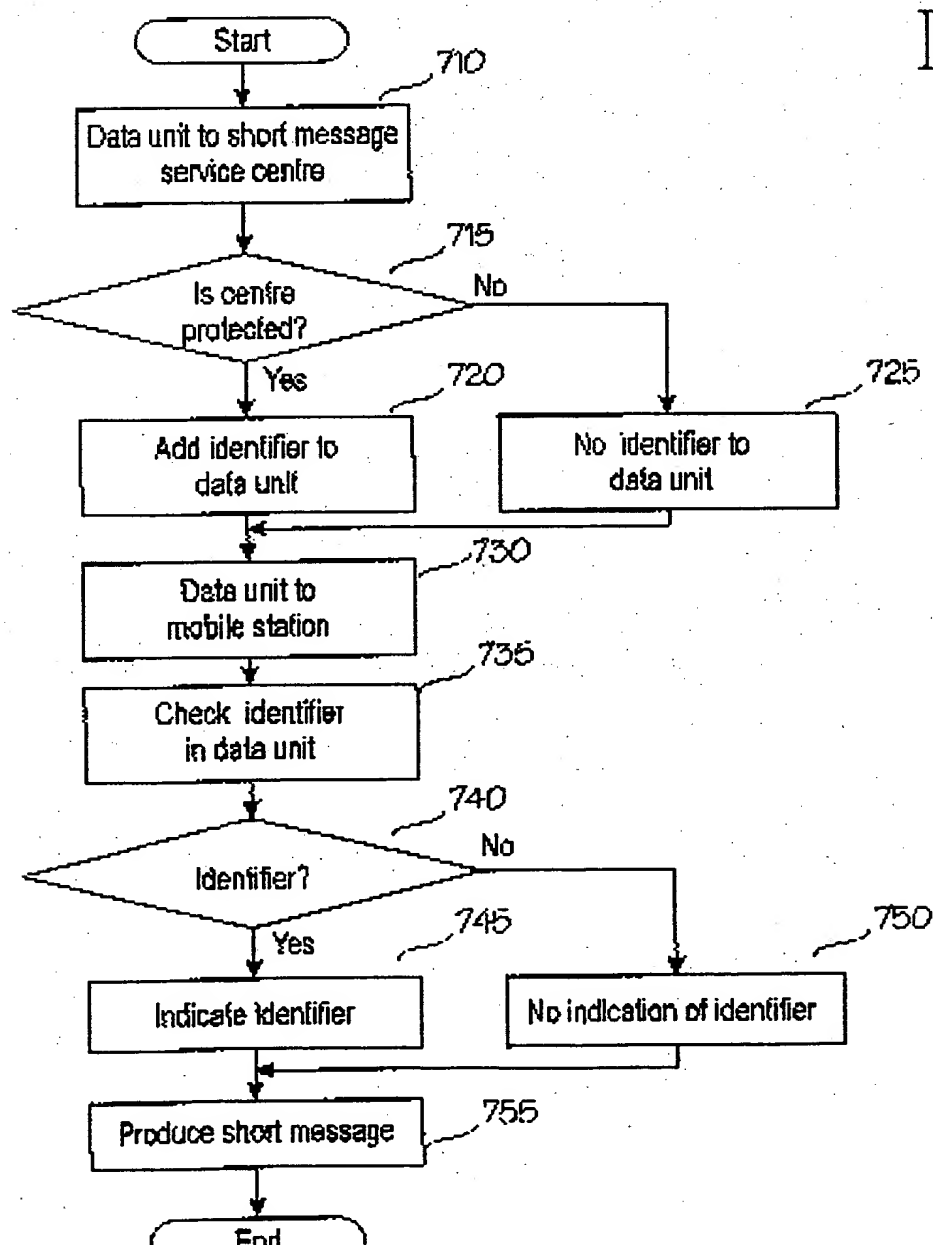 Start
710
Data unit to short message
service centre
715
Is centre
protected?
No
Yes
720
725
Add identifier to
data unit
No identifier to
data unit
730
Data unit to
mobile station
735
Check identifier
in data unit
740
Identifier?
No
Yes
745
750
Indicate identifier
No indication of identifier
755
Produce short message
End